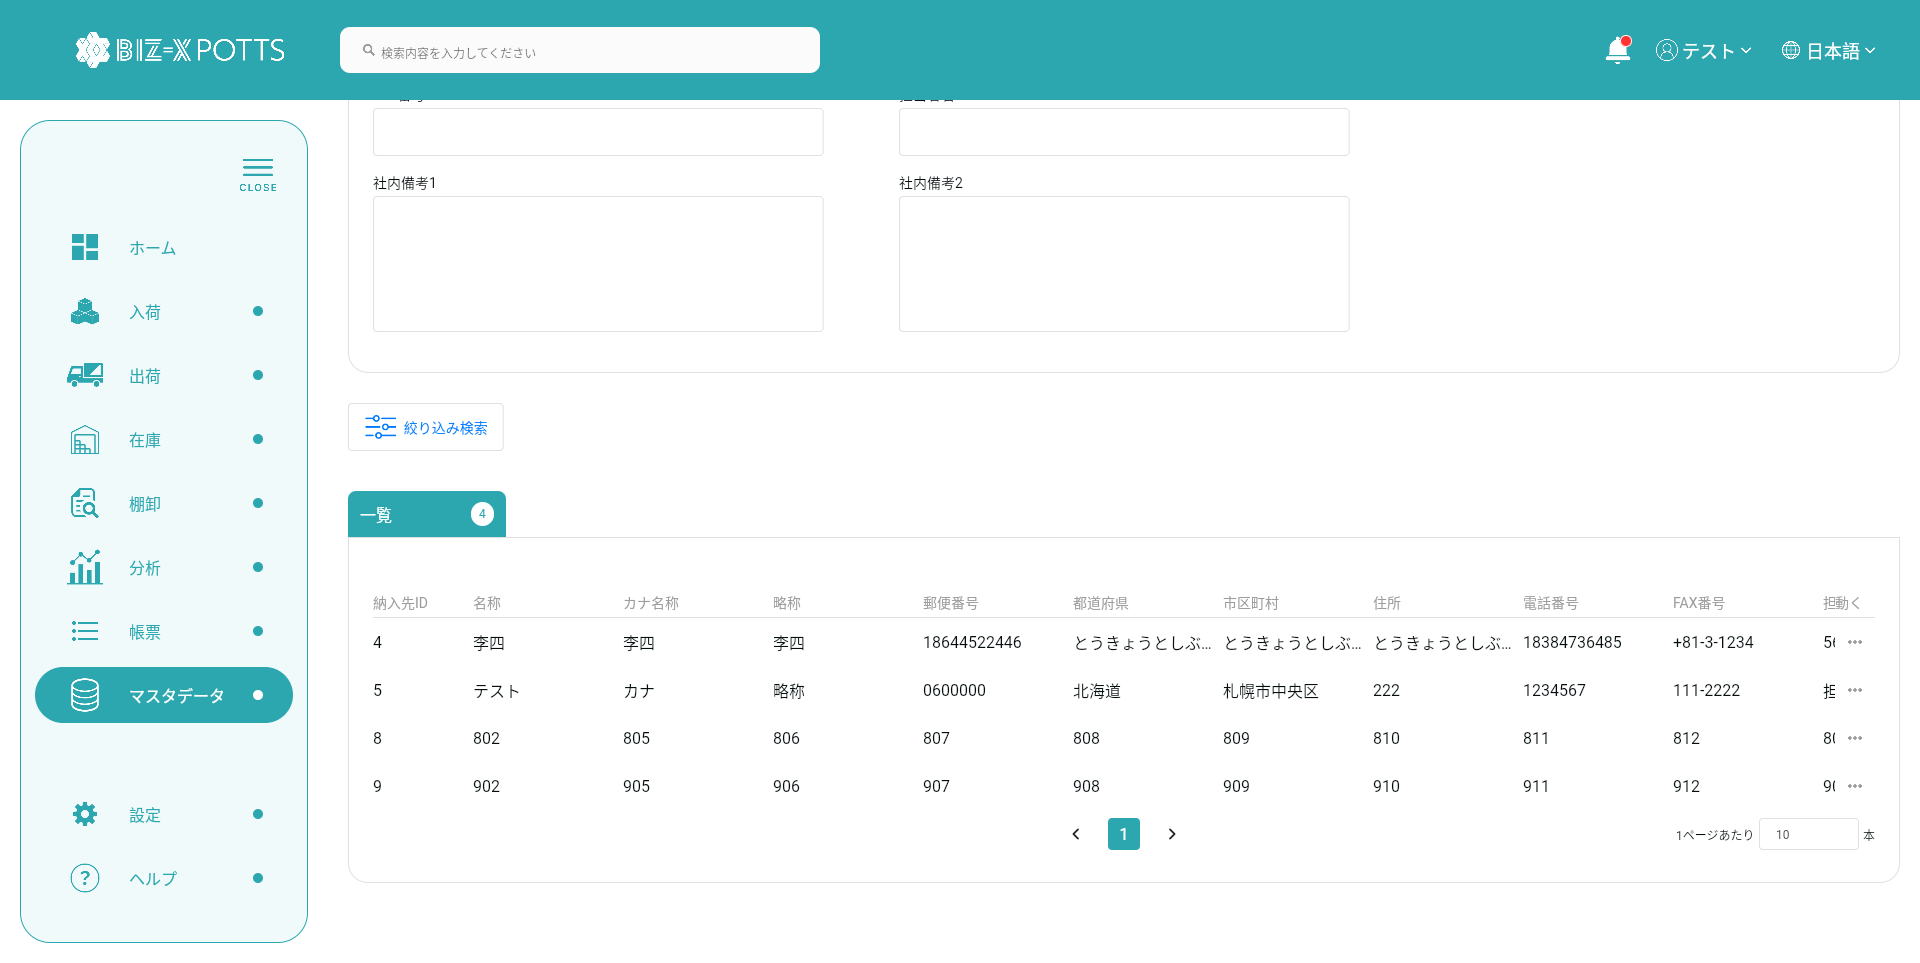 BIZ-X POTTS
検索内容を入力してください
テスト
日本語
CLOSE
ホーム
入荷
出荷
在庫
棚卸
分析
帳票
マスタデータ
設定
ヘルプ
社内備考1
社内備考2
絞り込み検索
一覧 4
納入先ID 名称 カナ名称 略称 郵便番号 都道府県 市区町村 住所 電話番号 FAX番号 担動く
4 李四 李四 李四 18644522446 とうきょうとしぶ... とうきょうとしぶ... とうきょうとしぶ... 18384736485 +81-3-1234 5
5 テスト カナ 略称 0600000 北海道 札幌市中央区 222 1234567 111-2222 担
8 802 805 806 807 808 809 810 811 812 80
9 902 905 906 907 908 909 910 911 912 90
1
1ページあたり 10 本